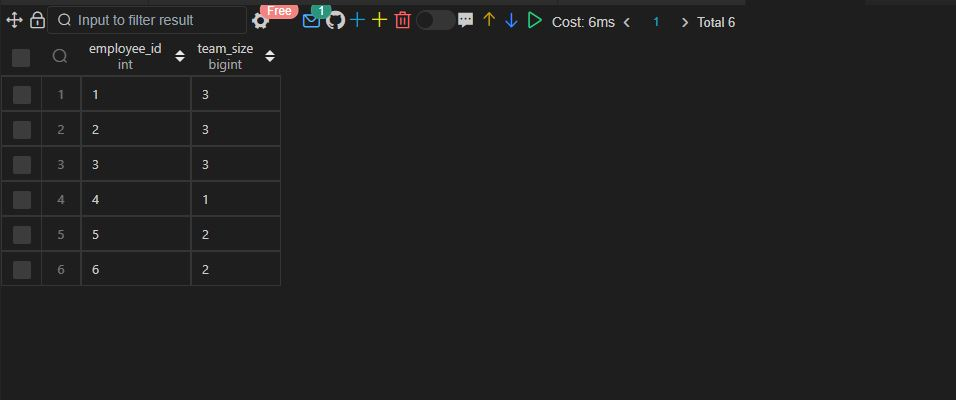 Input to filter result Free 1 Cost: 6ms 1 Total 6
employee_id team_size
int bigint
1 1 3
2 2 3
3 3 3
4 4 1
5 5 2
6 6 2